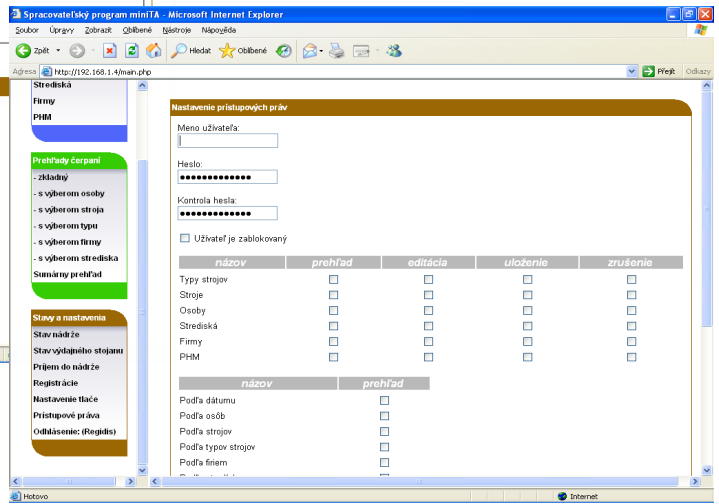 Spracovateľský program miniTA - Microsoft Internet Explorer
Soubor Úpravy Zobrazit Oblíbené Nástroje Nápověda
Zpět Hledat Oblíbené
Adresa http://192.168.1.4/main.php Přejít Odkazy
Strediská
Firmy
PHM
Prehľady čerpaní
- zkladný
- s výberom osoby
- s výberom stroja
- s výberom typu
- s výberom firmy
- s výberom strediska
Sumárny prehľad
Stavy a nastavenia
Stav nádrže
Stav výdajného stojanu
Príjem do nádrže
Registrácie
Nastavenie tlače
Prístupové práva
Odhlásenie: (Regidis)
Nastavenie prístupových práv
Meno užívateľa:
Heslo:
●●●●●●●●●●●●●
Kontrola hesla:
●●●●●●●●●●●●●
Užívateľ je zablokovaný
názov prehľad editácia uloženie zrušenie
Typy strojov
Stroje
Osoby
Strediská
Firmy
PHM
názov prehľad
Podľa dátumu
Podľa osôb
Podľa strojov
Podľa typov strojov
Podľa firiem
Hotovo Internet